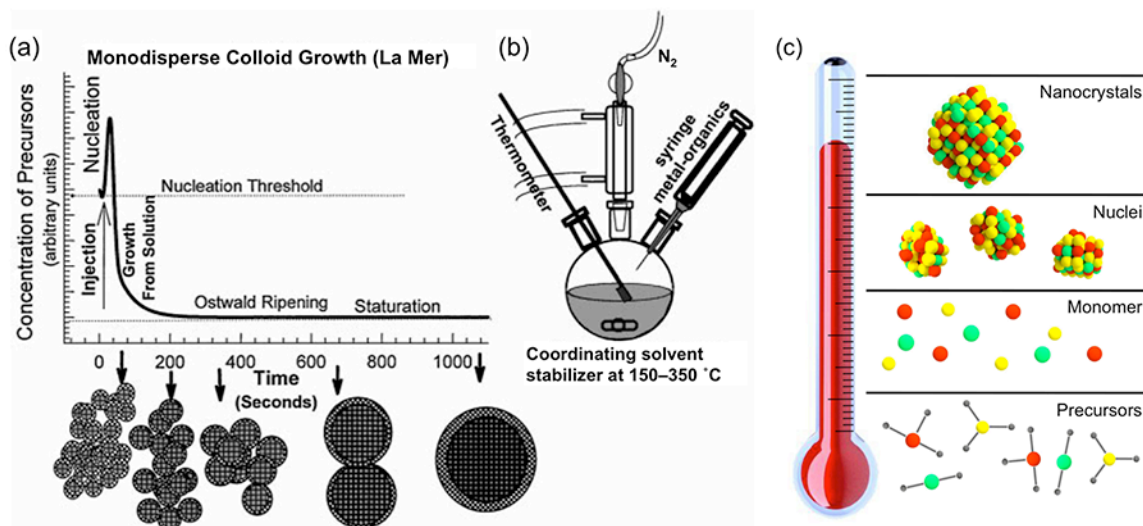 (a)
Monodisperse Colloid Growth (La Mer)
Concentration of Precursors
(arbitrary units)
Nucleation
Nucleation Threshold
Injection
Growth
From Solution
Ostwald Ripening
Staturation
0 200 400 600 800 1000
Time
(Seconds)
(b)
N2
Thermometer
syringe
metal-organics
Coordinating solvent
stabilizer at 150–350 ˚C
(c)
Nanocrystals
Nuclei
Monomer
Precursors